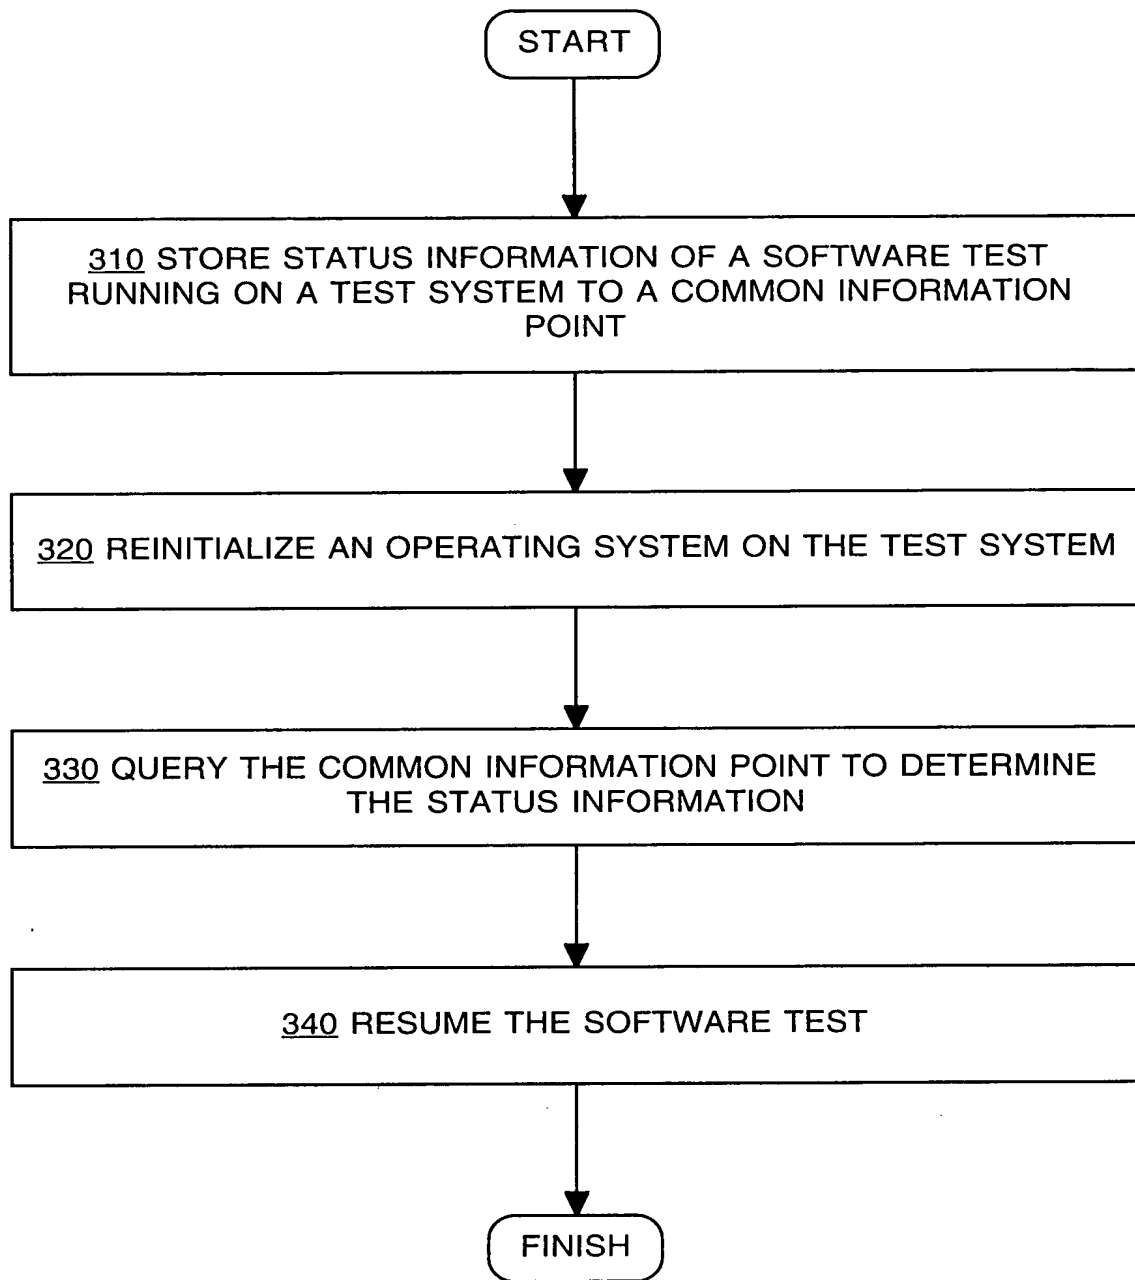 START
310 STORE STATUS INFORMATION OF A SOFTWARE TEST
RUNNING ON A TEST SYSTEM TO A COMMON INFORMATION
POINT
320 REINITIALIZE AN OPERATING SYSTEM ON THE TEST SYSTEM
330 QUERY THE COMMON INFORMATION POINT TO DETERMINE
THE STATUS INFORMATION
340 RESUME THE SOFTWARE TEST
FINISH